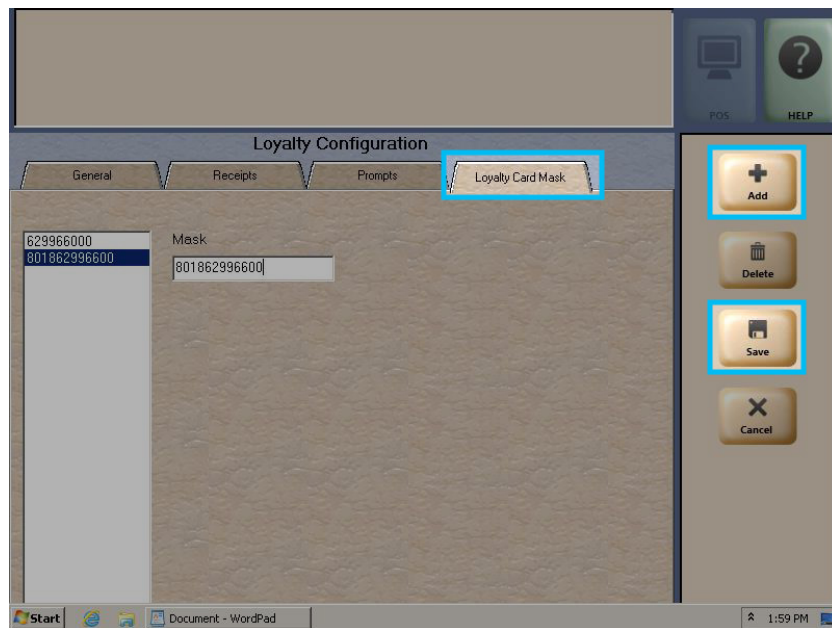 POS
HELP
Loyalty Configuration
General
Receipts
Prompts
Loyalty Card Mask
Add
629966000
801862996600
Mask
801862996600
Delete
Save
Cancel
Start
Document - WordPad
1:59 PM